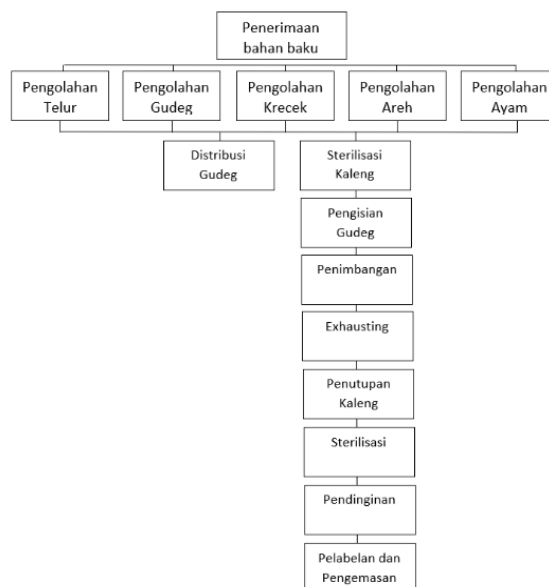 Penerimaan
bahan baku
Pengolahan
Telur
Pengolahan
Gudeg
Pengolahan
Krecek
Pengolahan
Areh
Pengolahan
Ayam
Distribusi
Gudeg
Sterilisasi
Kaleng
Pengisian
Gudeg
Penimbangan
Exhausting
Penutupan
Kaleng
Sterilisasi
Pendinginan
Pelabelan dan
Pengemasan